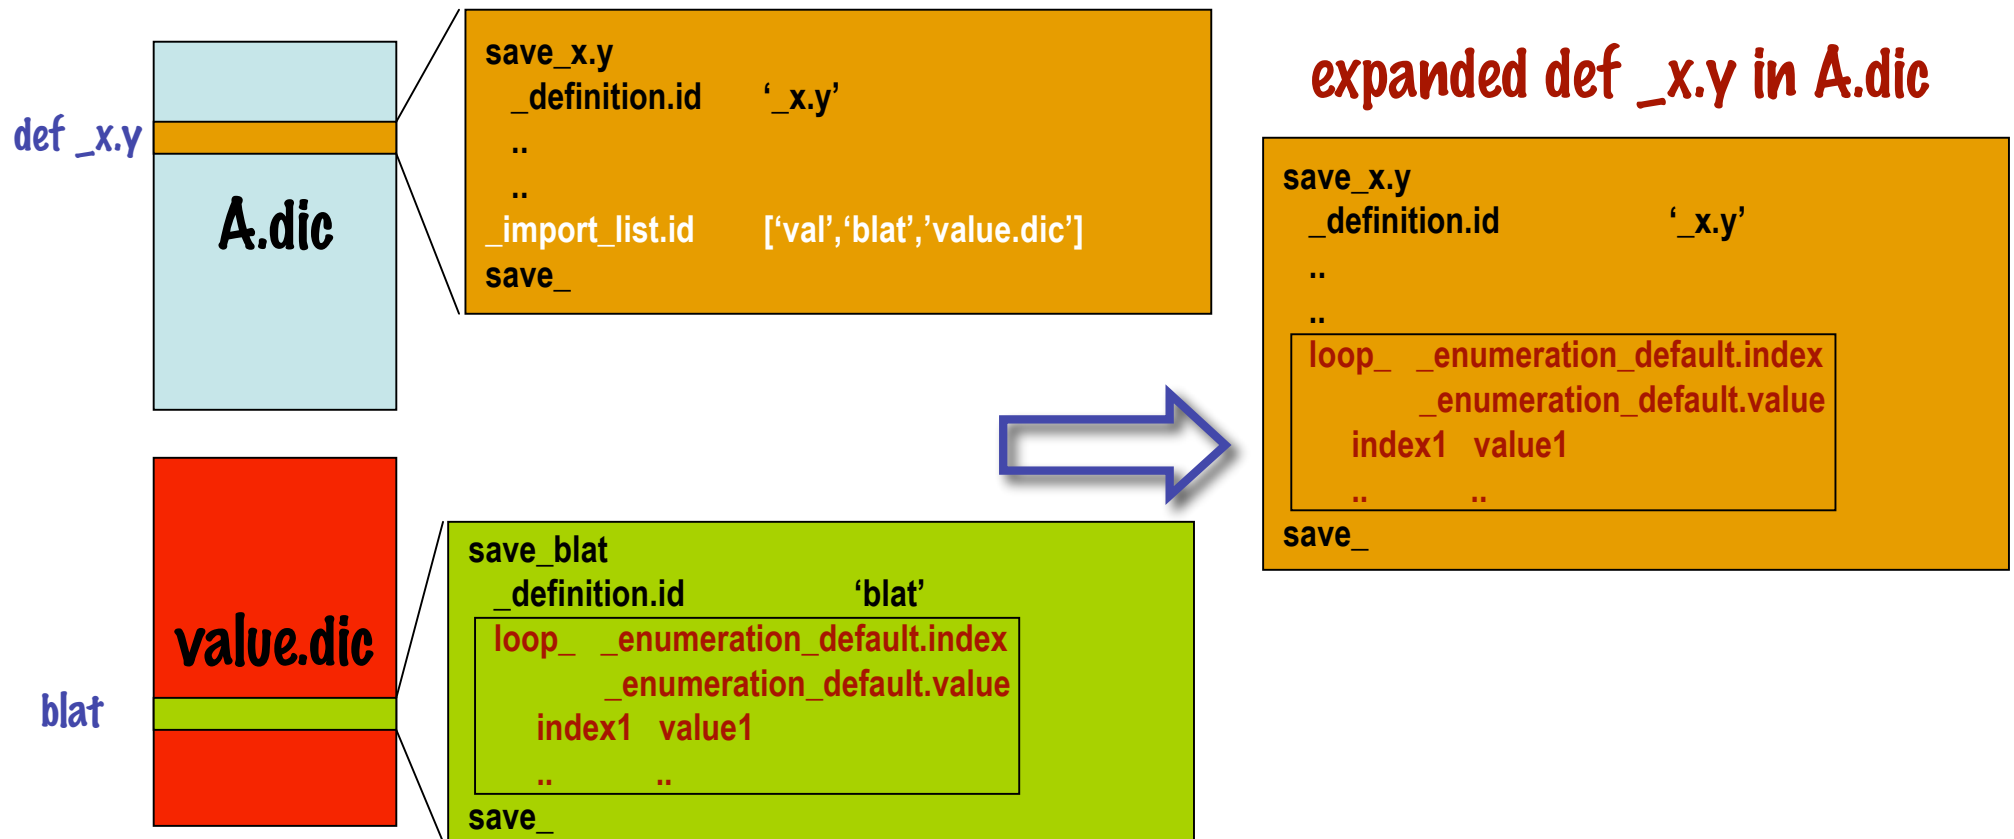 def _x.y
A.dic
save_x.y
_definition.id ‘_x.y’
..
..
_import_list.id [‘val’,‘blat’,’value.dic’]
save_
expanded def _x.y in A.dic
save_x.y
_definition.id ‘_x.y’
..
..
loop_ _enumeration_default.index
_enumeration_default.value
index1 value1
.. ..
save_
value.dic
blat
save_blat
_definition.id ‘blat’
loop_ _enumeration_default.index
_enumeration_default.value
index1 value1
.. ..
save_